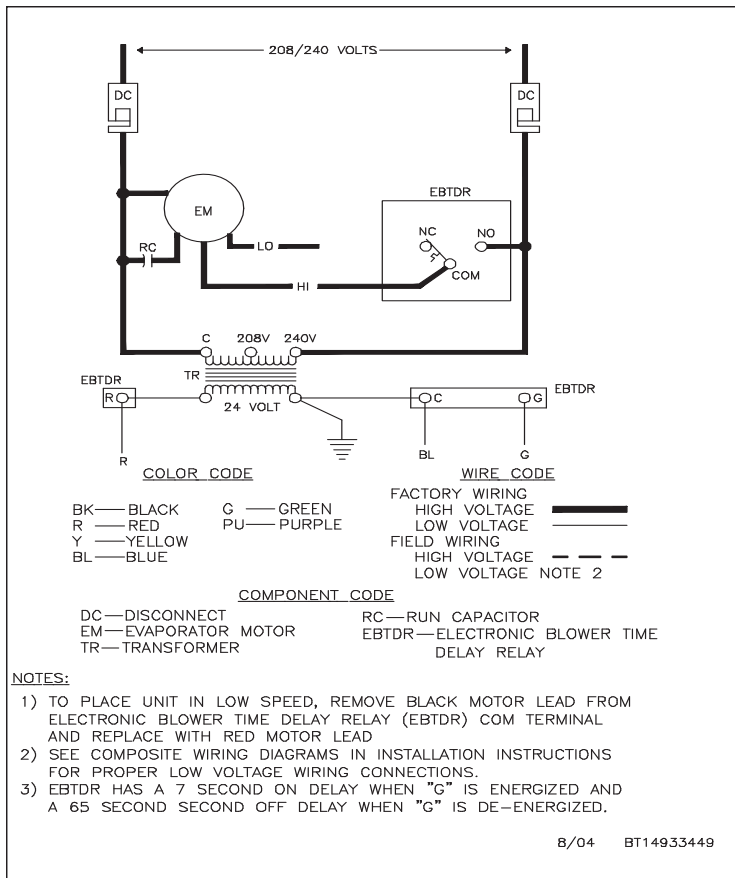 208/240 VOLTS
DC
DC
EBTDR
EM
NC
NO
RC
LO
COM
HI
C 208V 240V
EBTDR
TR
R
24 VOLT
C
G
EBTDR
R
BL
G
COLOR CODE
BK—BLACK
R —RED
Y —YELLOW
BL—BLUE
G —GREEN
PU—PURPLE
WIRE CODE
FACTORY WIRING
HIGH VOLTAGE
LOW VOLTAGE
FIELD WIRING
HIGH VOLTAGE
LOW VOLTAGE NOTE 2
COMPONENT CODE
DC—DISCONNECT
EM—EVAPORATOR MOTOR
TR—TRANSFORMER
RC—RUN CAPACITOR
EBTDR—ELECTRONIC BLOWER TIME
DELAY RELAY
NOTES:
1) TO PLACE UNIT IN LOW SPEED, REMOVE BLACK MOTOR LEAD FROM
ELECTRONIC BLOWER TIME DELAY RELAY (EBTDR) COM TERMINAL
AND REPLACE WITH RED MOTOR LEAD
2) SEE COMPOSITE WIRING DIAGRAMS IN INSTALLATION INSTRUCTIONS
FOR PROPER LOW VOLTAGE WIRING CONNECTIONS.
3) EBTDR HAS A 7 SECOND ON DELAY WHEN "G" IS ENERGIZED AND
A 65 SECOND SECOND OFF DELAY WHEN "G" IS DE-ENERGIZED.
8/04 BT14933449